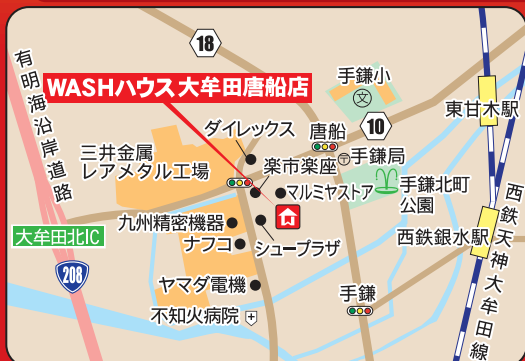 18
有明海沿岸道路
WASHハウス 大牟田唐船店
手鎌小
文
東甘木駅
ダイレックス
唐船
10
三井金属
レアメタル工場
楽市楽座
〒手鎌局
マルミヤストア
手鎌北町
公園
九州精密機器
大牟田北IC
ナフコ
シュープラザ
西鉄銀水駅
西鉄天神大牟田線
208
ヤマダ電機
手鎌
不知火病院